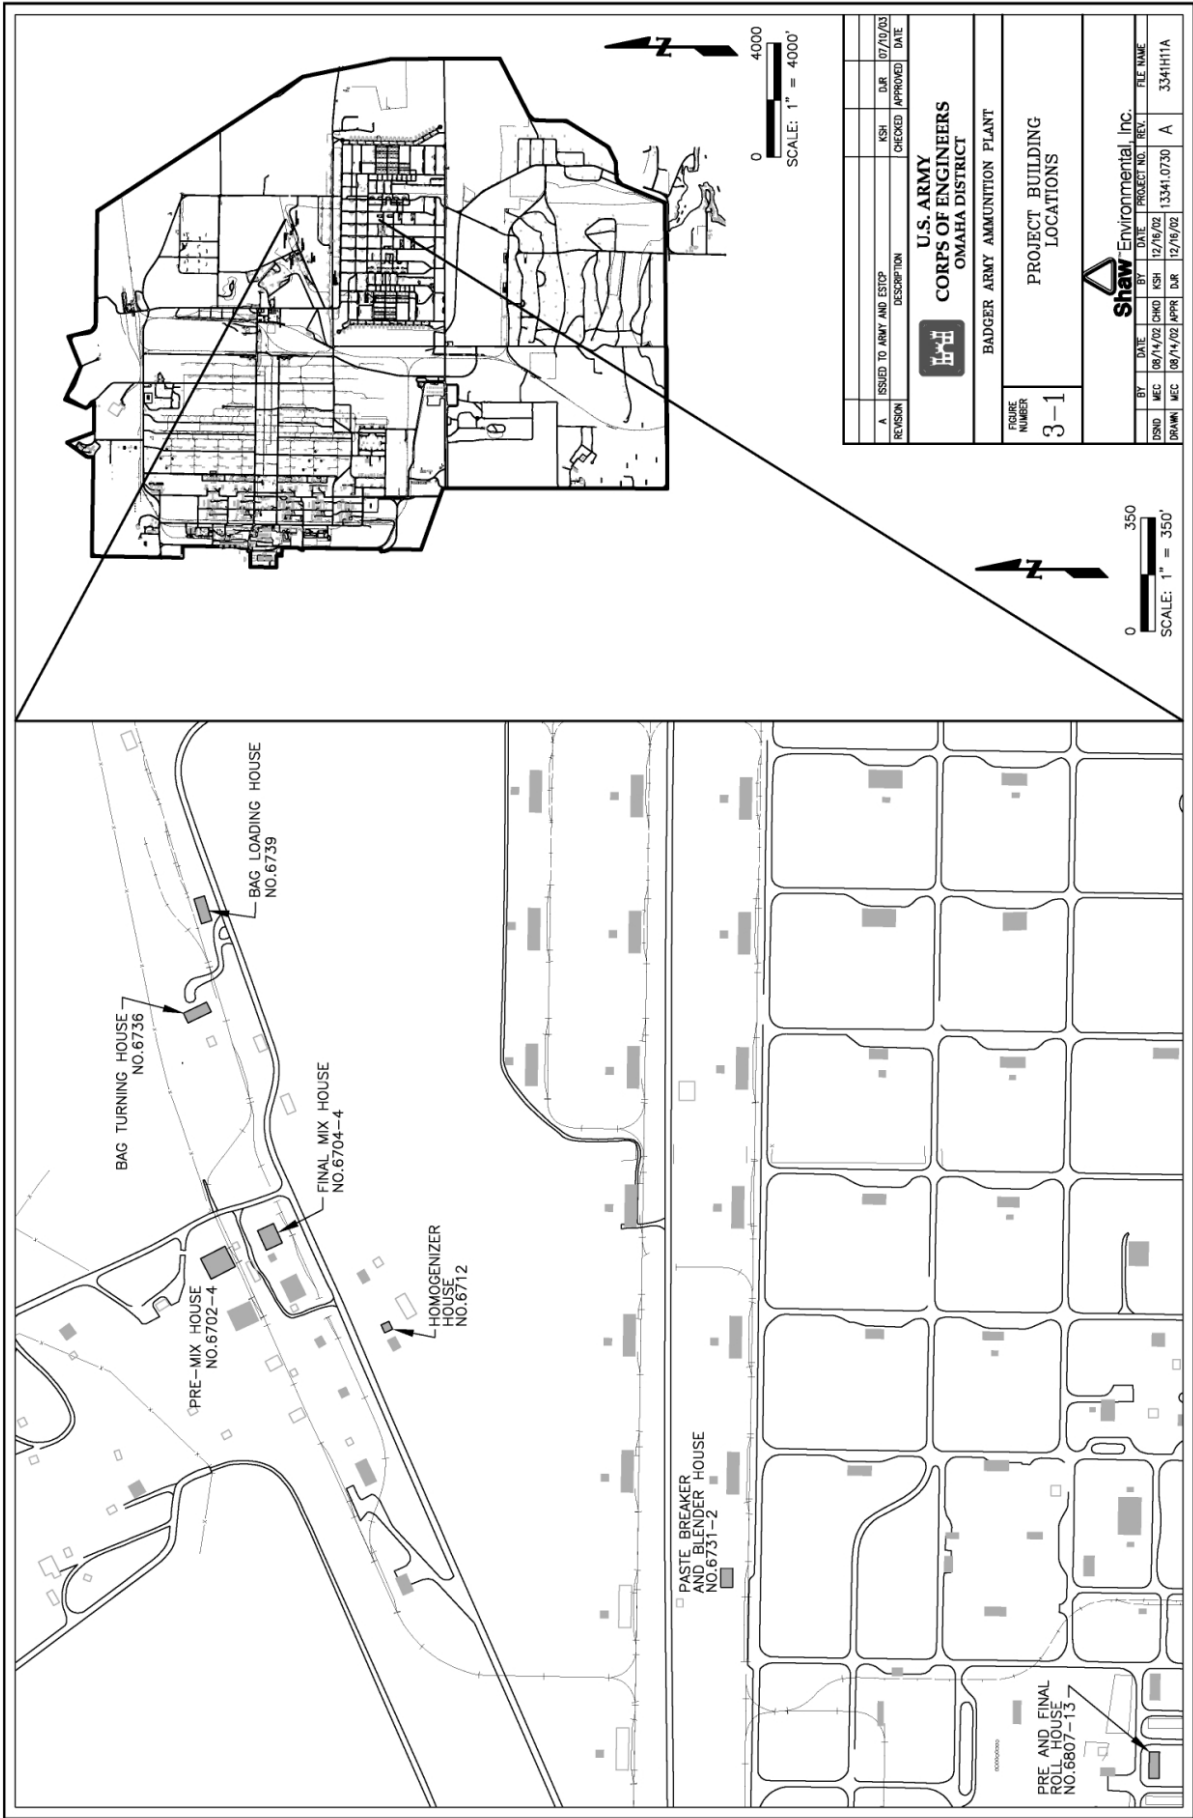 BAG TURNING HOUSE
NO.6736
BAG LOADING HOUSE
NO.6739
PRE-MIX HOUSE
NO.6702-4
FINAL MIX HOUSE
NO.6704-4
HOMOGENIZER
HOUSE
NO.6712
PASTE BREAKER
AND BLENDER HOUSE
NO.6731-2
PRE AND FINAL
ROLL HOUSE
NO.6807-13
N
0 4000
SCALE: 1" = 4000'
N
0 350
SCALE: 1" = 350'
A ISSUED TO ARMY AND ESTCP KSH DJR 07/10/03
REVISION DESCRIPTION CHECKED APPROVED DATE
U.S. ARMY
CORPS OF ENGINEERS
OMAHA DISTRICT
BADGER ARMY AMMUNITION PLANT
FIGURE
NUMBER
3-1
PROJECT BUILDING
LOCATIONS
Shaw™ Environmental, Inc.
BY DATE BY DATE PROJECT NO. REV. FILE NAME
DSND MEC 08/14/02 CHKD KSH 12/16/02 13341.0730 A 3341H11A
DRAWN MEC 08/14/02 APPR DJR 12/16/02